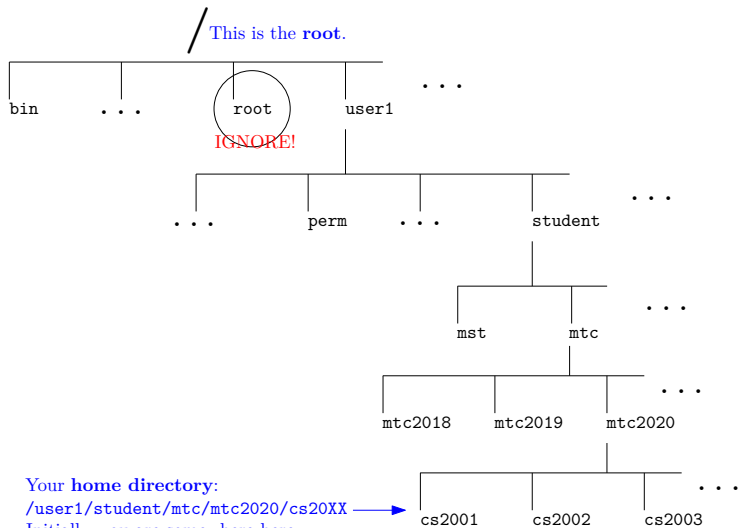 / This is the root.
. . .
bin . . . root user1
IGNORE!
. . .
. . . perm . . . student
. . .
mst mtc
. . .
mtc2018 mtc2019 mtc2020
Your home directory:
. . .
/user1/student/mtc/mtc2020/cs20XX
cs2001 cs2002 cs2003